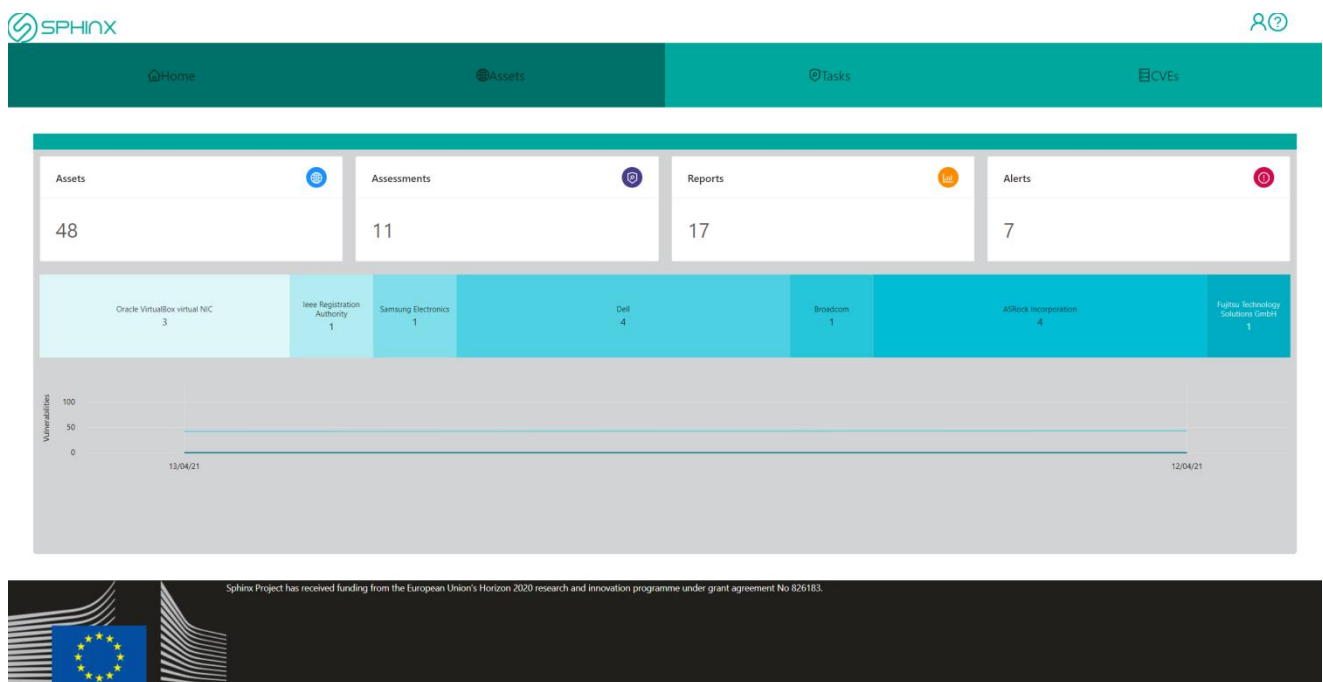 SPHINX
Home Assets Tasks CVEs
Assets Assessments Reports Alerts
48 11 17 7
Oracle VirtualBox virtual NIC
3
Ieee Registration
Authority
1
Samsung Electronics
1
Dell
4
Broadcom
1
ASRock Incorporation
4
Fujitsu Technology
Solutions GmbH
1
Vulnerabilities
100
50
0
13/04/21 12/04/21
Sphinx Project has received funding from the European Union's Horizon 2020 research and innovation programme under grant agreement No 826183.